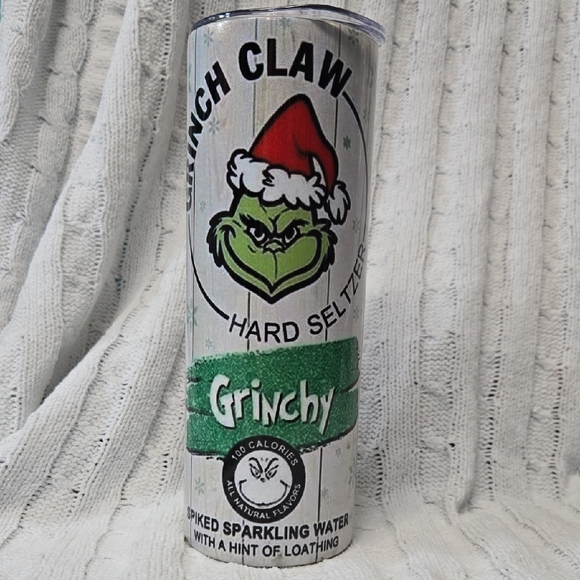 GRINCH CLAW
HARD SELTZER
Grinchy
100 CALORIES
ALL NATURAL FLAVORS
SPIKED SPARKLING WATER
WITH A HINT OF LOATHING